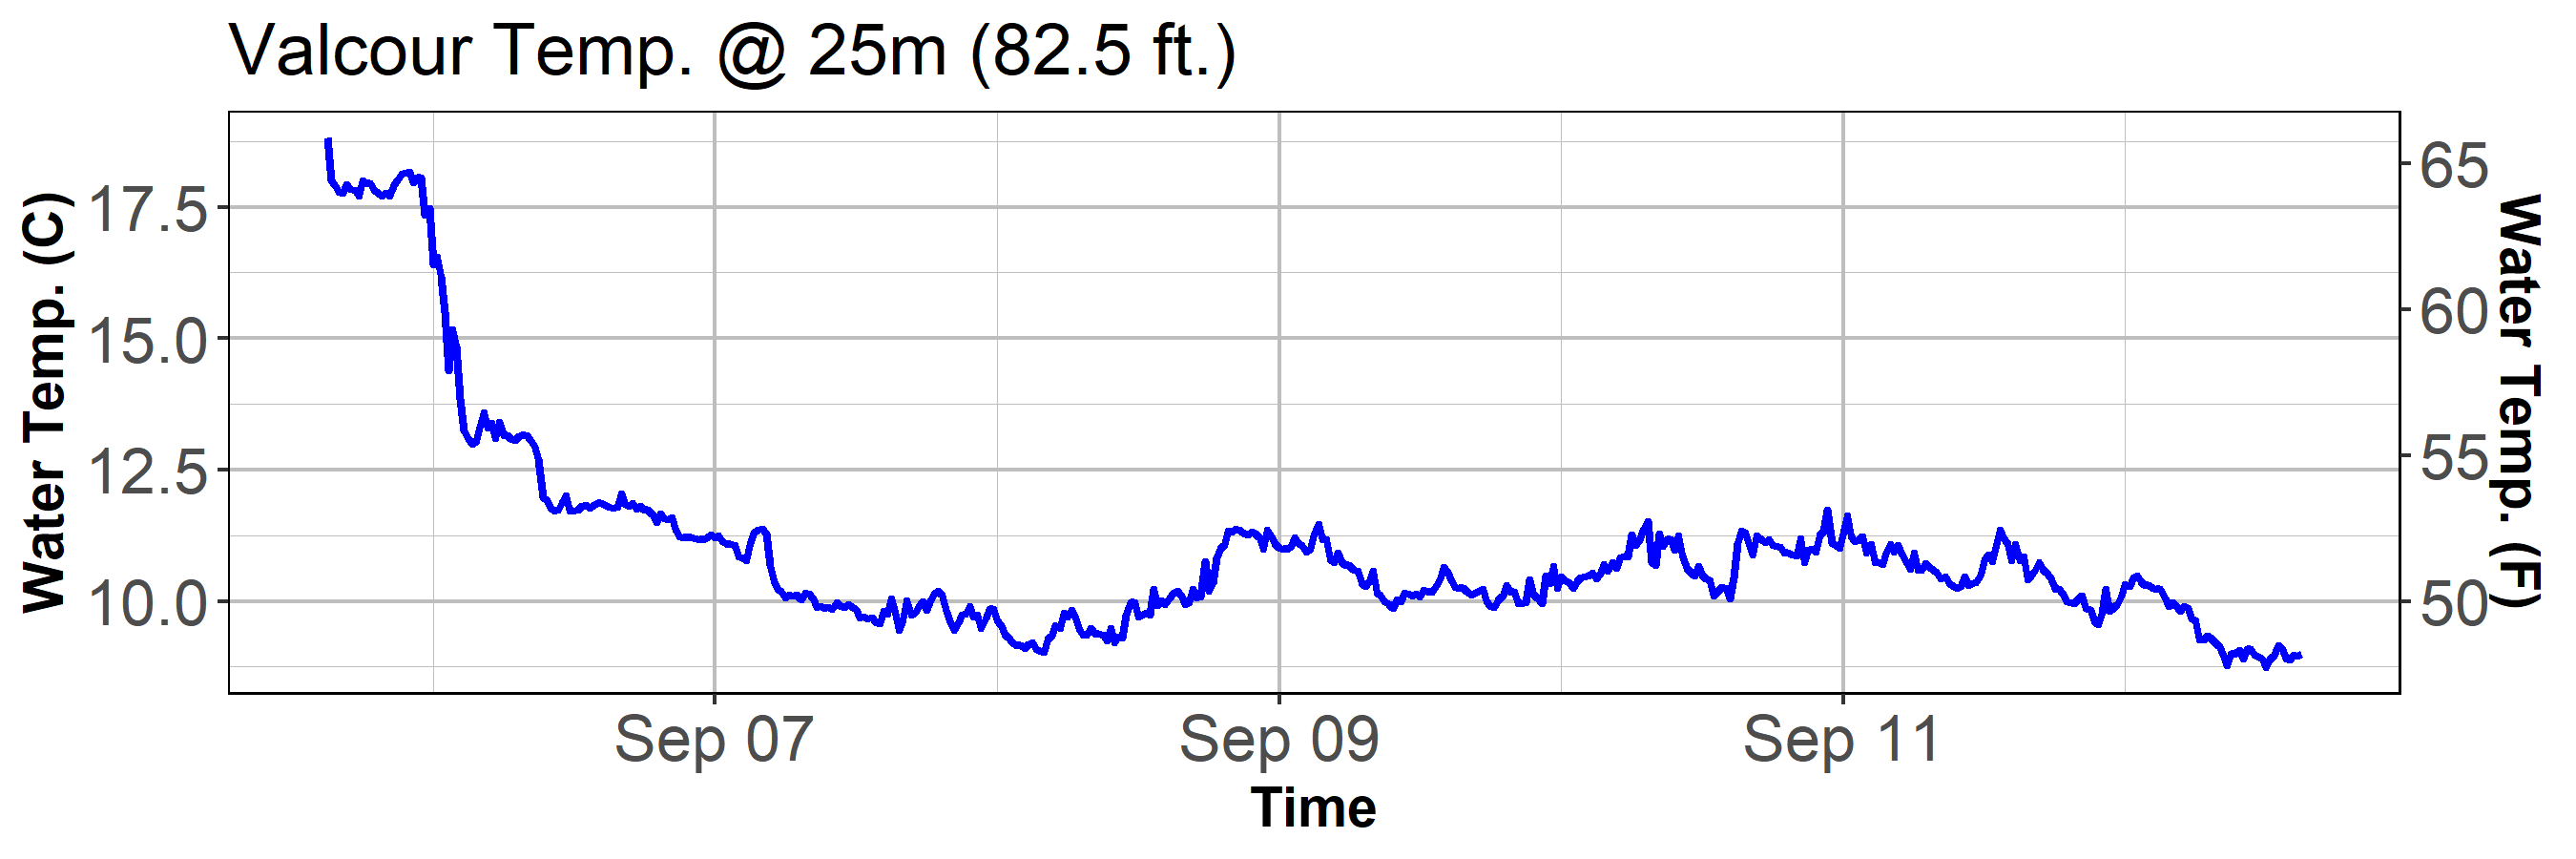 Valcour Temp. @ 25m (82.5 ft.)
Water Temp. (C)
17.5
15.0
12.5
10.0
65
60
55
50
Water Temp. (F)
Sep 07 Sep 09 Sep 11
Time